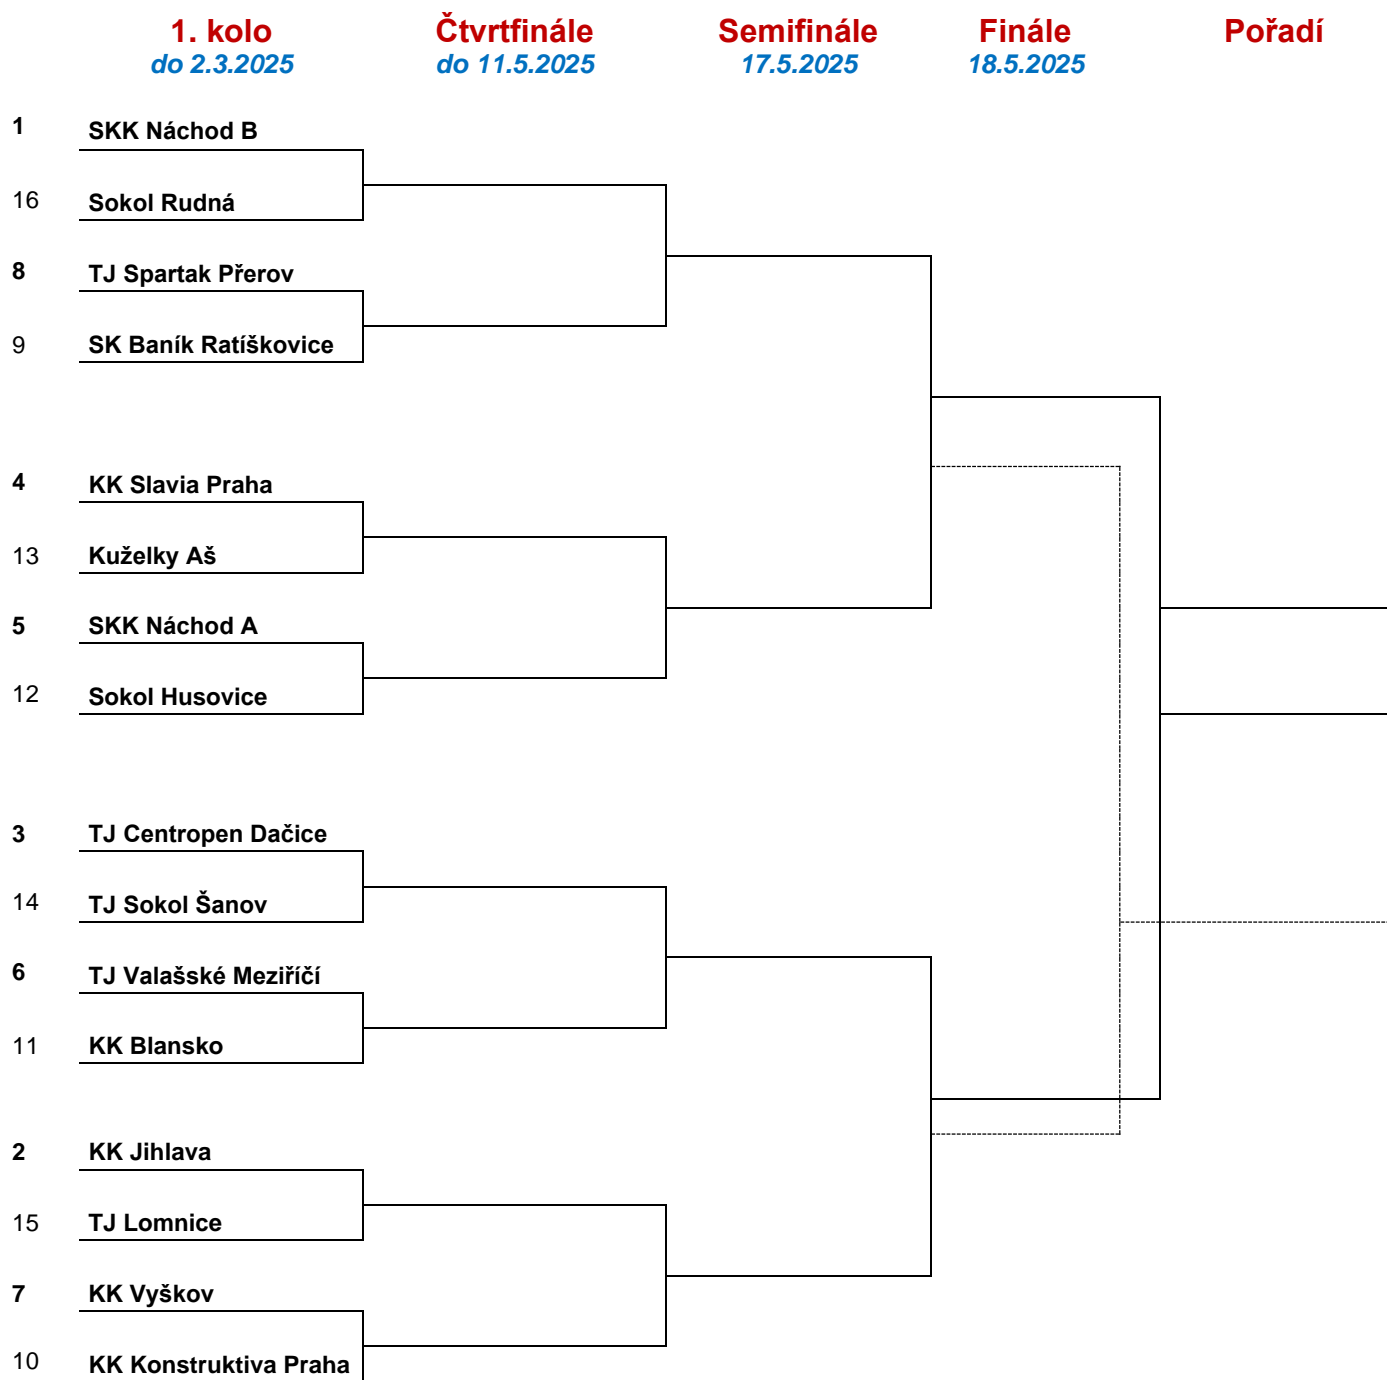 1. kolo Čtvrtfinále Semifinále Finále Pořadí
do 2.3.2025 do 11.5.2025 17.5.2025 18.5.2025
1 SKK Náchod B
16 Sokol Rudná
8 TJ Spartak Přerov
9 SK Baník Ratíškovice
4 KK Slavia Praha
13 Kuželky Aš
5 SKK Náchod A
12 Sokol Husovice
3 TJ Centropen Dačice
14 TJ Sokol Šanov
6 TJ Valašské Meziříčí
11 KK Blansko
2 KK Jihlava
15 TJ Lomnice
7 KK Vyškov
10 KK Konstruktiva Praha